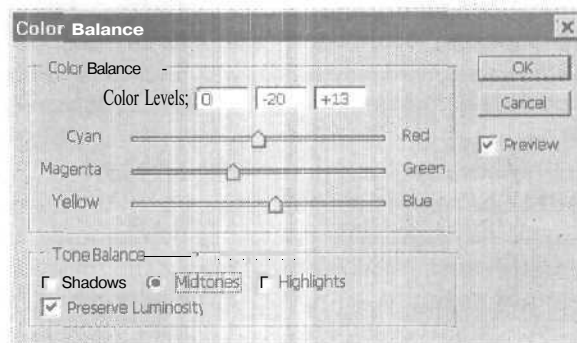 Color Balance
Color Balance
OK
Color Levels; 0 -20 +13
Cancel
Cyan Red
Preview
Magenta Green
Yellow Blue
Tone Balance
Shadows Midtones Highlights
Preserve Luminosity